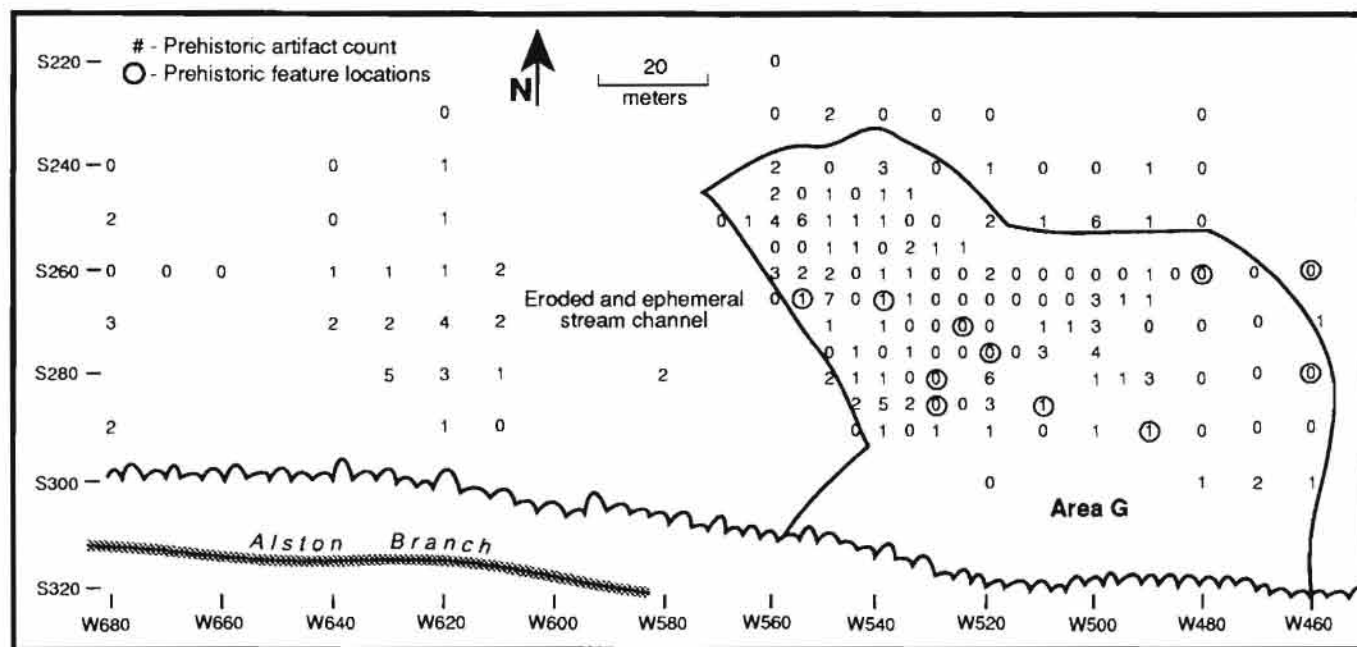 # - Prehistoric artifact count
O - Prehistoric feature locations
N
20
meters
S220 0
0 0 2 0 0 0 0
S240 0 0 1 2 0 3 0 1 0 0 1 0
2 0 1 0 1 1
2 0 1 0 1 4 6 1 1 1 0 0 2 1 6 1 0
0 0 1 1 0 2 1 1
S260 0 0 0 1 1 1 2 3 2 2 0 1 1 0 0 2 0 0 0 0 0 1 0 0 0 0
Eroded and ephemeral
stream channel
0 1 7 0 1 1 0 0 0 0 0 0 3 1 1
3 2 2 4 2 1 1 0 0 0 0 1 1 3 0 0 0 1
0 1 0 1 0 0 0 0 3 4
S280 5 3 1 2 2 1 1 0 0 6 1 1 3 0 0 0
2 5 2 0 0 3 1
2 1 0 0 1 0 1 1 0 1 1 0 0 0
S300 0 1 2 1
Area G
Alston Branch
S320
W680 W660 W640 W620 W600 W580 W560 W540 W520 W500 W480 W460